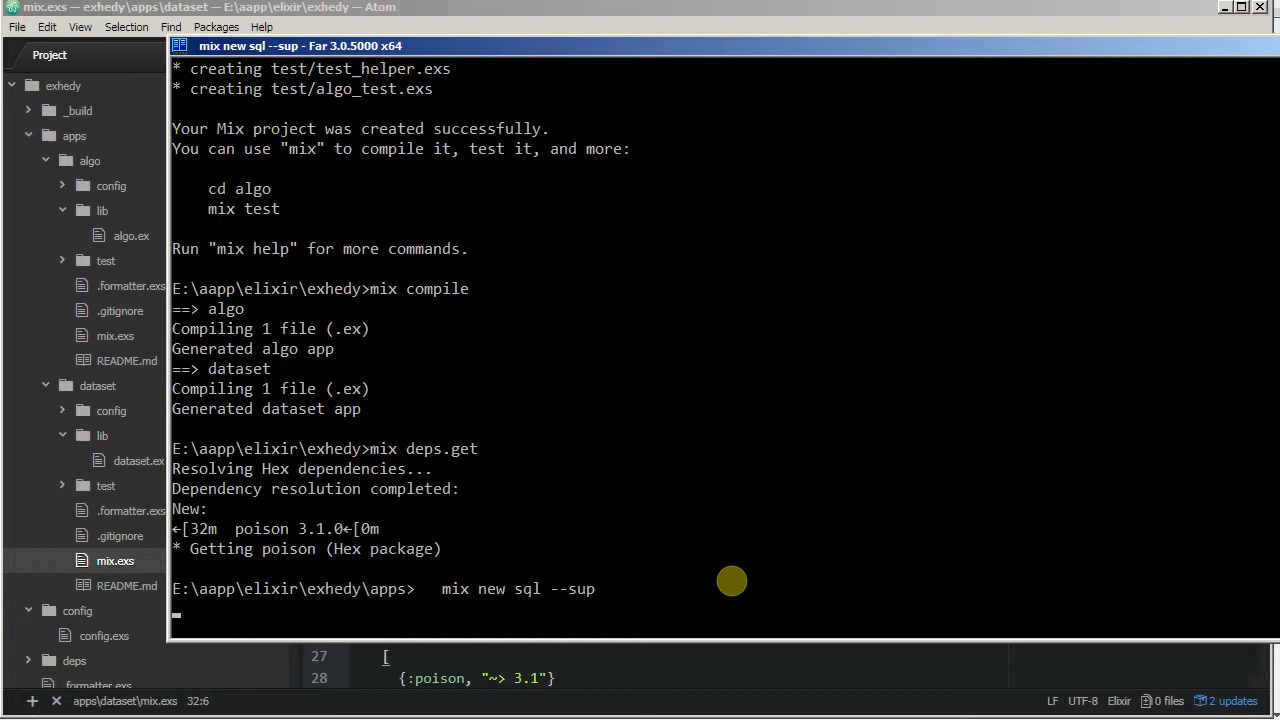 mix.exs — exhedy\apps\dataset — E:\aapp\elixir\exhedy — Atom
File Edit View Selection Find Packages Help
Project
exhedy
_build
apps
algo
config
lib
algo.ex
test
.formatter.exs
.gitignore
mix.exs
README.md
dataset
config
lib
dataset.ex
test
.formatter.exs
.gitignore
mix.exs
README.md
config
config.exs
deps
.formatter.exs
mix new sql --sup - Far 3.0.5000 x64
* creating test/test_helper.exs
* creating test/algo_test.exs
Your Mix project was created successfully.
You can use "mix" to compile it, test it, and more:
cd algo
mix test
Run "mix help" for more commands.
E:\aapp\elixir\exhedy>mix compile
==> algo
Compiling 1 file (.ex)
Generated algo app
==> dataset
Compiling 1 file (.ex)
Generated dataset app
E:\aapp\elixir\exhedy>mix deps.get
Resolving Hex dependencies...
Dependency resolution completed:
New:
←[32m  poison 3.1.0←[0m
* Getting poison (Hex package)
E:\aapp\elixir\exhedy\apps>   mix new sql --sup
27 [
28 {:poison, "~> 3.1"}
apps\dataset\mix.exs 32:6 LF UTF-8 Elixir 0 files 2 updates